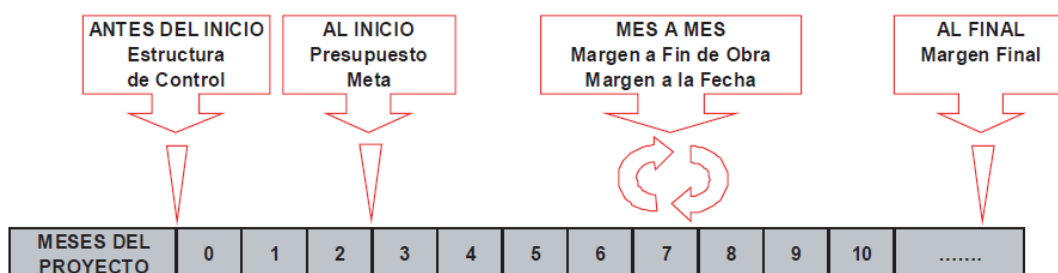 ANTES DEL INICIO
Estructura
de Control
AL INICIO
Presupuesto
Meta
MES A MES
Margen a Fin de Obra
Margen a la Fecha
AL FINAL
Margen Final
MESES DEL
PROYECTO
0 1 2 3 4 5 6 7 8 9 10 .......